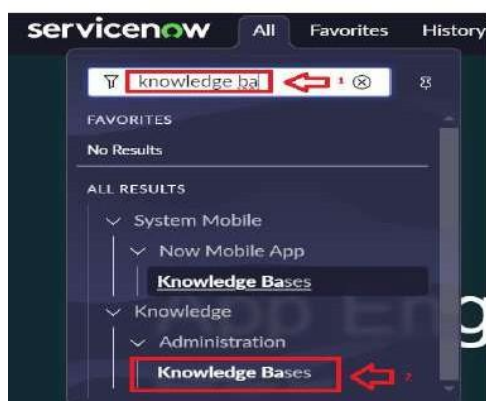 servicenow All Favorites History
knowledge ba 1
FAVORITES
No Results
ALL RESULTS
System Mobile
Now Mobile App
Knowledge Bases
Knowledge
Administration
Knowledge Bases 2